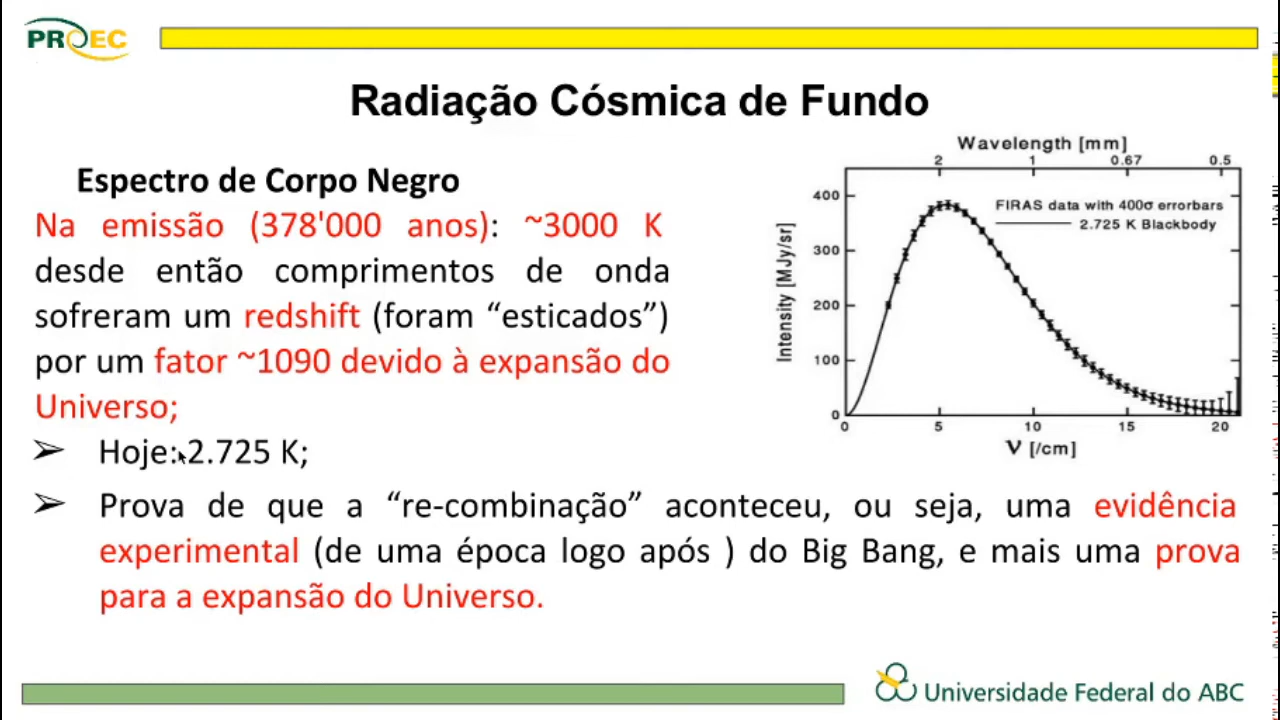 PROEC
Radiação Cósmica de Fundo
Espectro de Corpo Negro
Na emissão (378'000 anos): ~3000 K
desde então comprimentos de onda
sofreram um redshift (foram “esticados”)
por um fator ~1090 devido à expansão do
Universo;
➢ Hoje: 2.725 K;
➢ Prova de que a “re-combinação” aconteceu, ou seja, uma evidência
experimental (de uma época logo após ) do Big Bang, e mais uma prova
para a expansão do Universo.
Wavelength [mm]
2 1 0.67 0.5
FIRAS data with 400σ errorbars
2.725 K Blackbody
Intensity [MJy/sr]
400
300
200
100
0
0 5 10 15 20
ν [/cm]
Universidade Federal do ABC